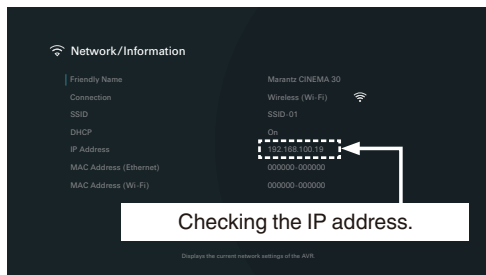 Network/Information
Friendly Name Marantz CINEMA 30
Connection Wireless (Wi-Fi)
SSID SSID-01
DHCP On
IP Address 192.168.100.19
MAC Address (Ethernet) 000000-000000
MAC Address (Wi-Fi) 000000-000000
Checking the IP address.
Displays the current network settings of the AVR.